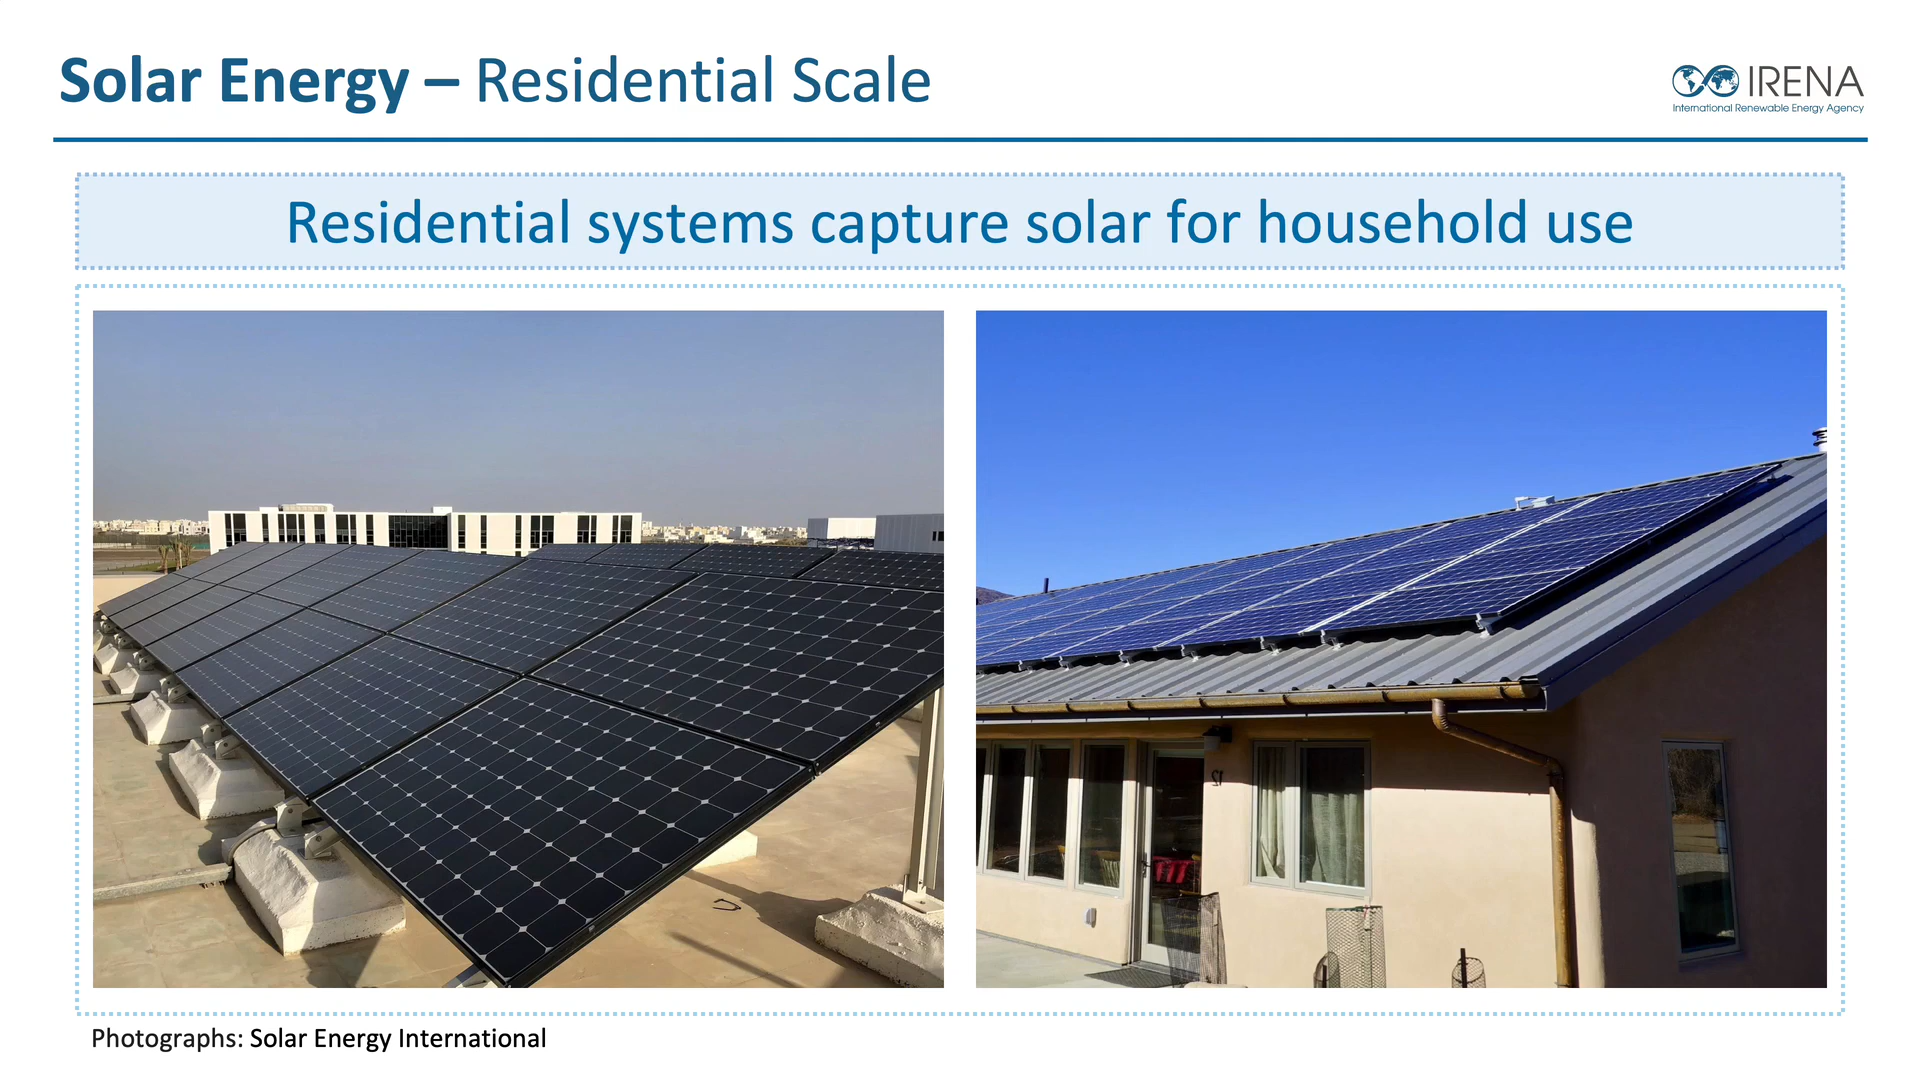 Solar Energy – Residential Scale
IRENA
International Renewable Energy Agency
Residential systems capture solar for household use
Photographs: Solar Energy International